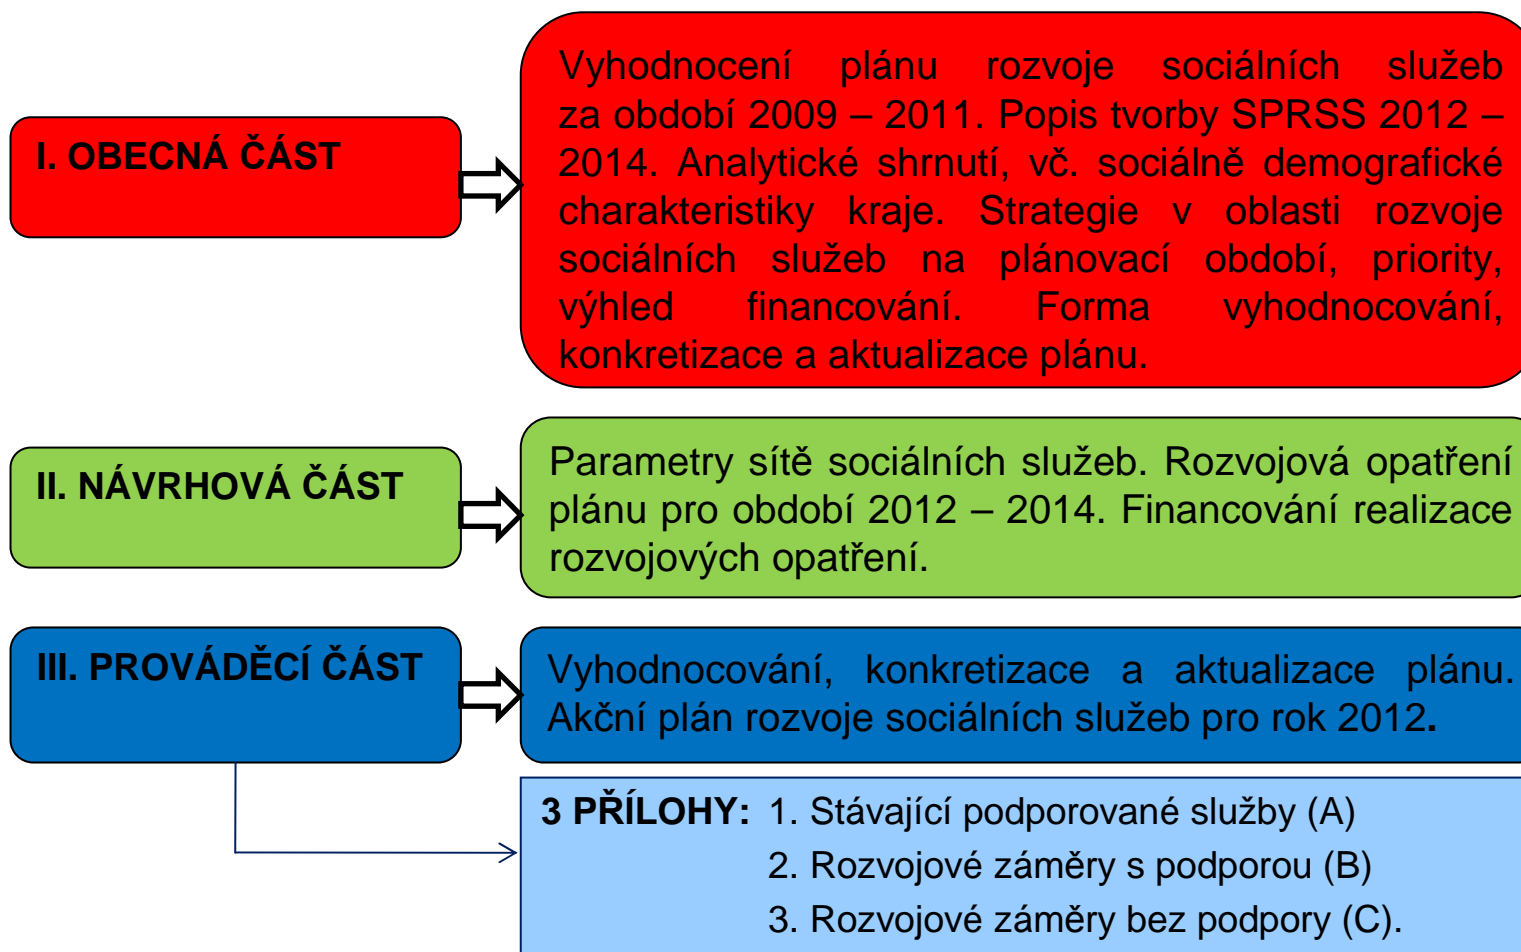 I. OBECNÁ ČÁST
Vyhodnocení plánu rozvoje sociálních služeb
za období 2009 – 2011. Popis tvorby SPRSS 2012 –
2014. Analytické shrnutí, vč. sociálně demografické
charakteristiky kraje. Strategie v oblasti rozvoje
sociálních služeb na plánovací období, priority,
výhled financování. Forma vyhodnocování,
konkretizace a aktualizace plánu.
II. NÁVRHOVÁ ČÁST
Parametry sítě sociálních služeb. Rozvojová opatření
plánu pro období 2012 – 2014. Financování realizace
rozvojových opatření.
III. PROVÁDĚCÍ ČÁST
Vyhodnocování, konkretizace a aktualizace plánu.
Akční plán rozvoje sociálních služeb pro rok 2012.
3 PŘÍLOHY: 1. Stávající podporované služby (A)
2. Rozvojové záměry s podporou (B)
3. Rozvojové záměry bez podpory (C).